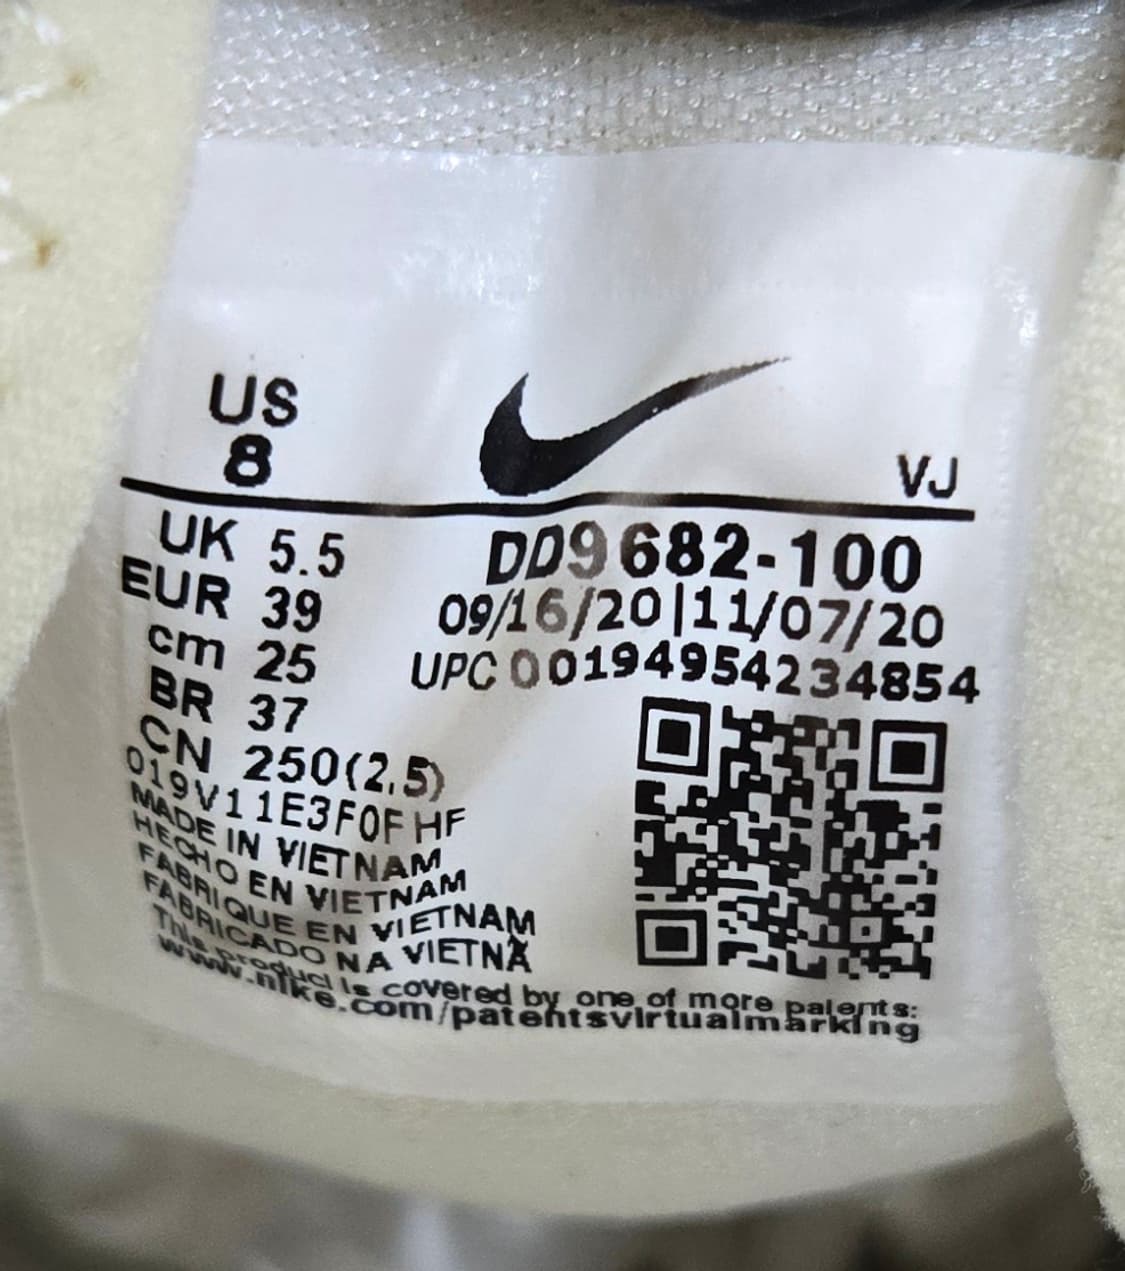 US
8
VJ
UK 5.5
EUR 39
cm 25
BR 37
CN 250(2.5)
019V11E3F0FHF
MADE IN VIETNAM
HECHO EN VIETNAM
FABRIQUE EN VIETNAM
FABRICADO NA VIETNÃ
DD9682-100
09/16/20|11/07/20
UPC 00194954234854
This product is covered by one of more patents:
www.nike.com/patentsvirtualmarking